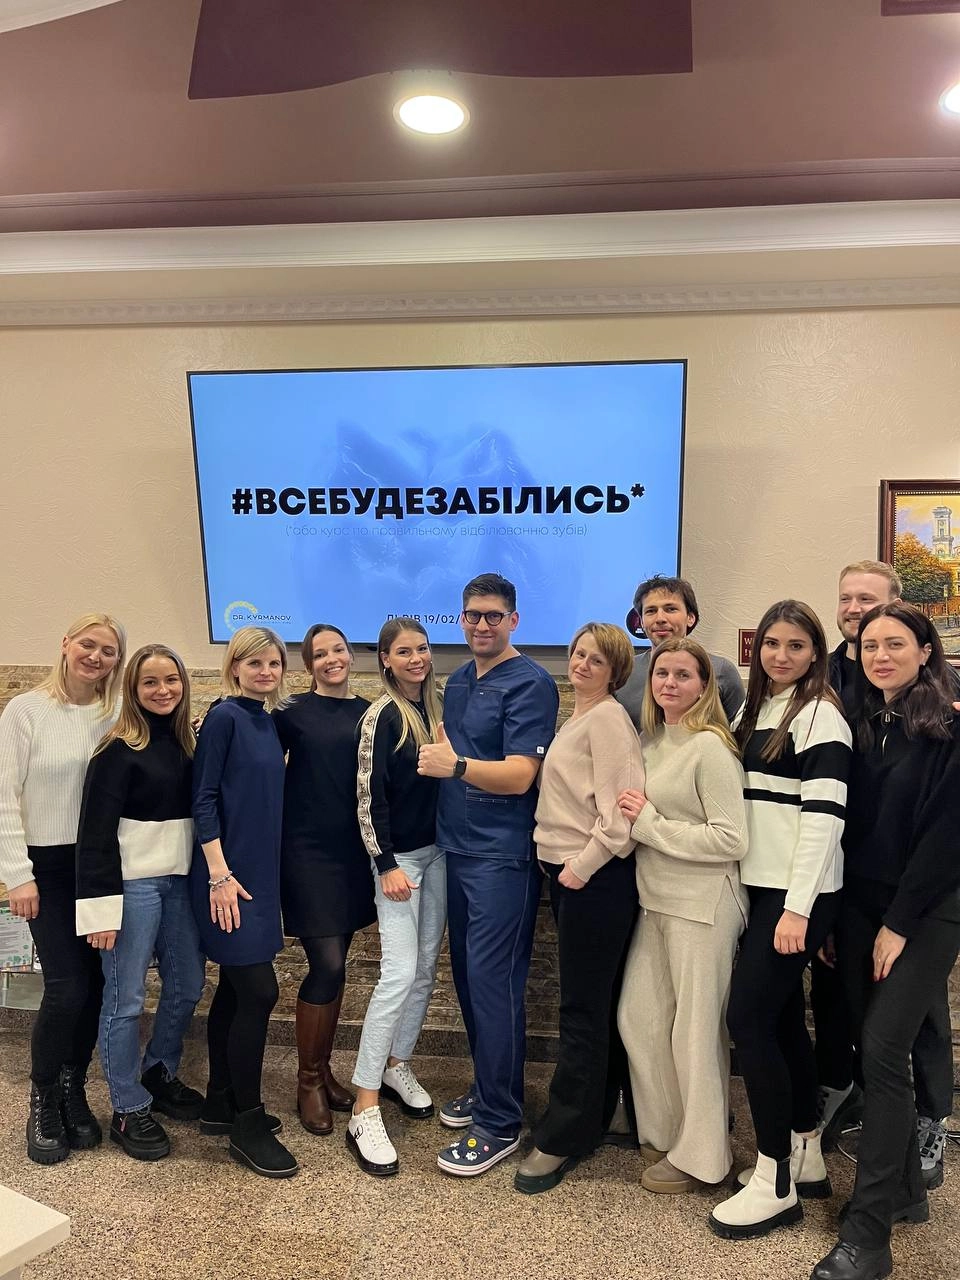 #ВСЕБУДЕЗАБІЛИСЬ*
(*або курс по правильному відбілюванню зубів)
DR. KYRMANOV
ЛЬВІВ 19/02/